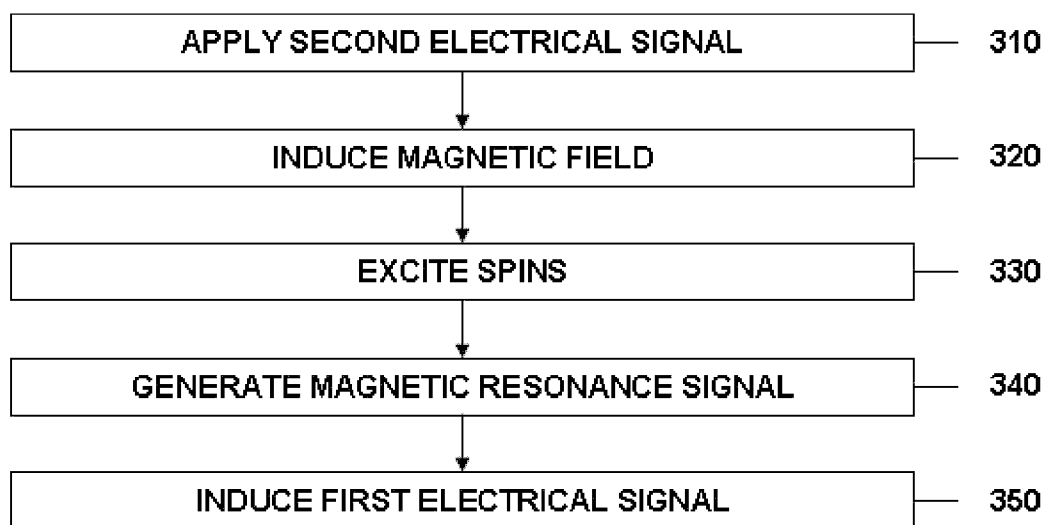 APPLY SECOND ELECTRICAL SIGNAL 310
INDUCE MAGNETIC FIELD 320
EXCITE SPINS 330
GENERATE MAGNETIC RESONANCE SIGNAL 340
INDUCE FIRST ELECTRICAL SIGNAL 350